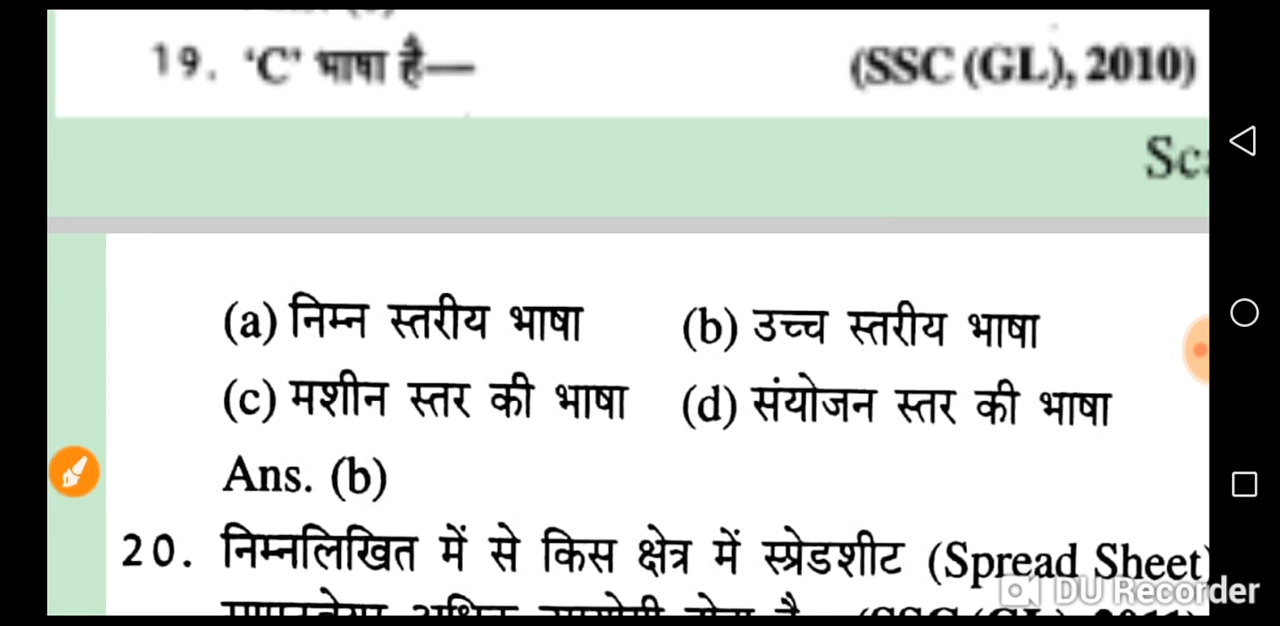 19. ‘C’ भाषा है— (SSC (GL), 2010)
(a) निम्न स्तरीय भाषा (b) उच्च स्तरीय भाषा
(c) मशीन स्तर की भाषा (d) संयोजन स्तर की भाषा
Ans. (b)
20. निम्नलिखित में से किस क्षेत्र में स्प्रेडशीट (Spread Sheet)
DU Recorder